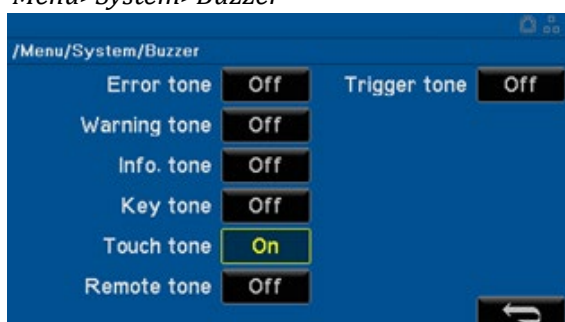 Menu>System>Buzzer
/Menu/System/Buzzer
Error tone Off Trigger tone Off
Warning tone Off
Info. tone Off
Key tone Off
Touch tone On
Remote tone Off